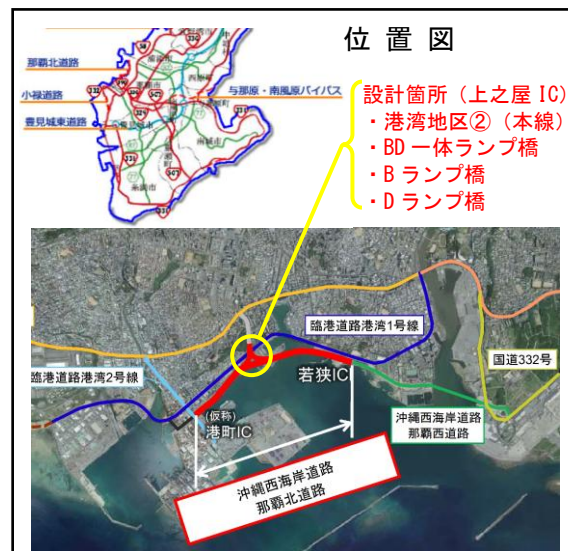 位置図
那覇北道路
小禄道路
豊見城東道路
与那原・南風原バイパス
設計箇所（上之屋 IC）
・港湾地区②（本線）
・BD 一体ランプ橋
・B ランプ橋
・D ランプ橋
臨港道路港湾1号線
国道332号
臨港道路港湾2号線
若狭IC
(仮称)
港町IC
沖縄西海岸道路
那覇西道路
沖縄西海岸道路
那覇北道路